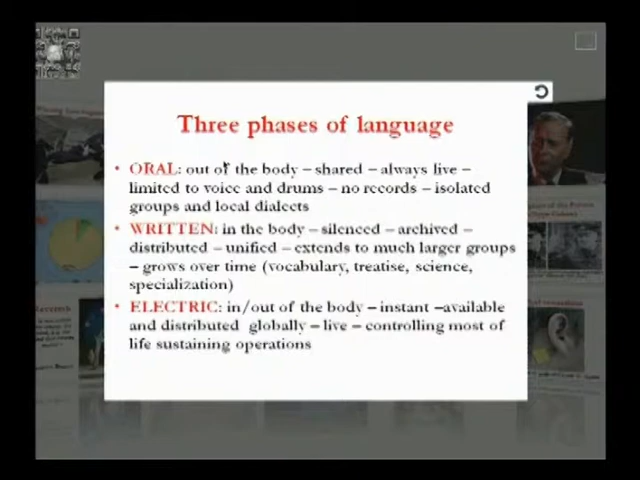 Three phases of language
• ORAL: out of the body – shared – always live –
limited to voice and drums – no records – isolated
groups and local dialects
• WRITTEN: in the body – silenced – archived –
distributed – unified – extends to much larger groups
– grows over time (vocabulary, treatise, science,
specialization)
• ELECTRIC: in/out of the body – instant –available
and distributed globally – live – controlling most of
life sustaining operations